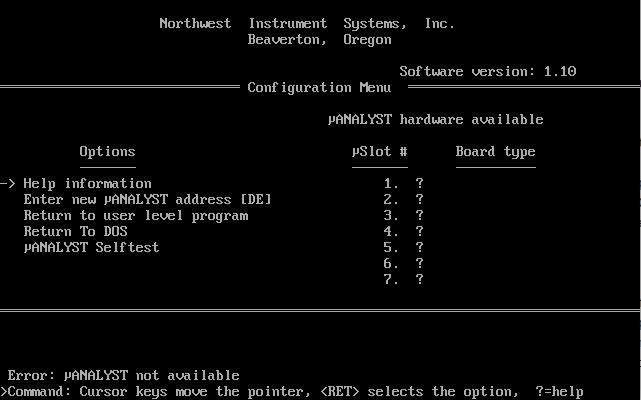 Northwest Instrument Systems, Inc.
Beaverton, Oregon
Software version: 1.10
Configuration Menu
µANALYST hardware available
Options µSlot # Board type
-> Help information 1. ?
Enter new µANALYST address [DE] 2. ?
Return to user level program 3. ?
Return To DOS 4. ?
µANALYST Selftest 5. ?
6. ?
7. ?
Error: µANALYST not available
>Command: Cursor keys move the pointer, <RET> selects the option, ?=help